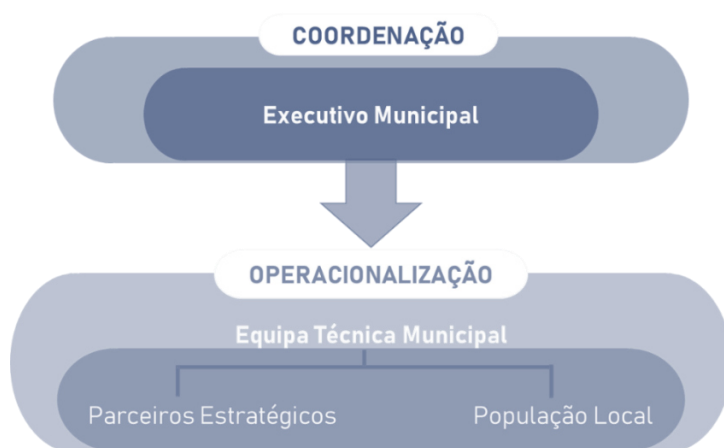 COORDENAÇÃO
Executivo Municipal
OPERACIONALIZAÇÃO
Equipa Técnica Municipal
Parceiros Estratégicos
População Local